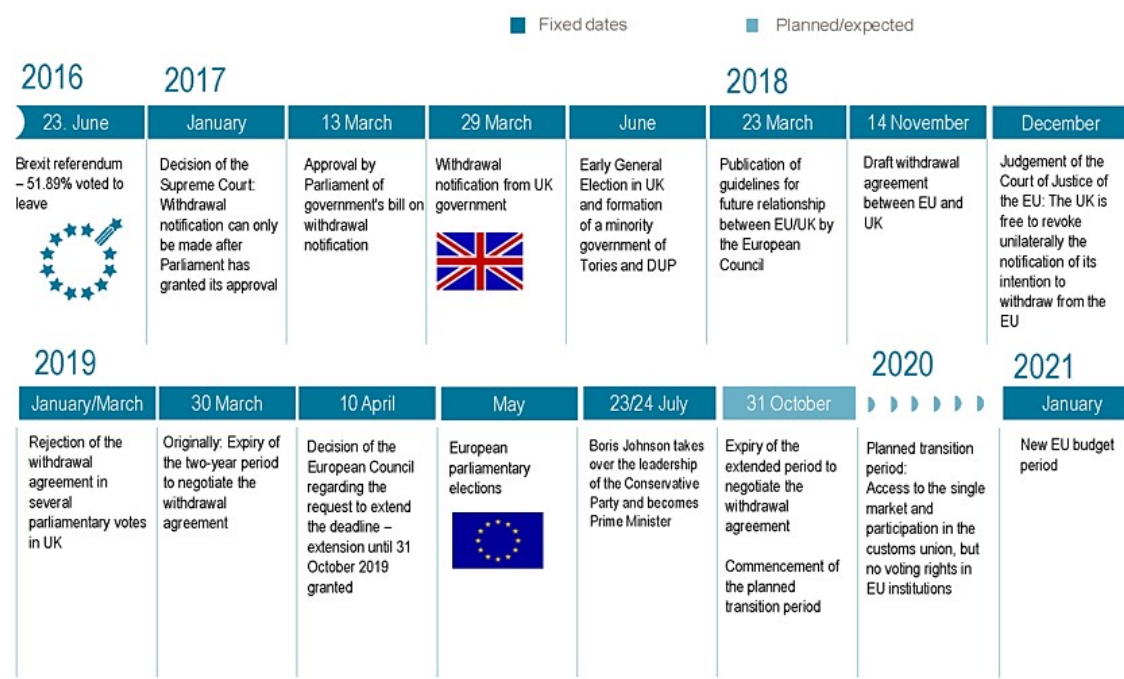 Fixed dates
Planned/expected
2016
2017
2018
23. June
January
13 March
29 March
June
23 March
14 November
December
Brexit referendum
– 51.89% voted to
leave
Decision of the
Supreme Court:
Withdrawal
notification can only
be made after
Parliament has
granted its approval
Approval by
Parliament of
government's bill on
withdrawal
notification
Withdrawal
notification from UK
government
Early General
Election in UK
and formation
of a minority
government of
Tories and DUP
Publication of
guidelines for
future relationship
between EU/UK by
the European
Council
Draft withdrawal
agreement
between EU and
UK
Judgement of the
Court of Justice of
the EU: The UK is
free to revoke
unilaterally the
notification of its
intention to
withdraw from the
EU
2019
2020
2021
January/March
30 March
10 April
May
23/24 July
31 October
January
Rejection of the
withdrawal
agreement in
several
parliamentary votes
in UK
Originally: Expiry of
the two-year period
to negotiate the
withdrawal
agreement
Decision of the
European Council
regarding the
request to extend
the deadline –
extension until 31
October 2019
granted
European
parliamentary
elections
Boris Johnson takes
over the leadership
of the Conservative
Party and becomes
Prime Minister
Expiry of the
extended period to
negotiate the
withdrawal
agreement
Commencement of
the planned
transition period
Planned transition
period:
Access to the single
market and
participation in the
customs union, but
no voting rights in
EU institutions
New EU budget
period